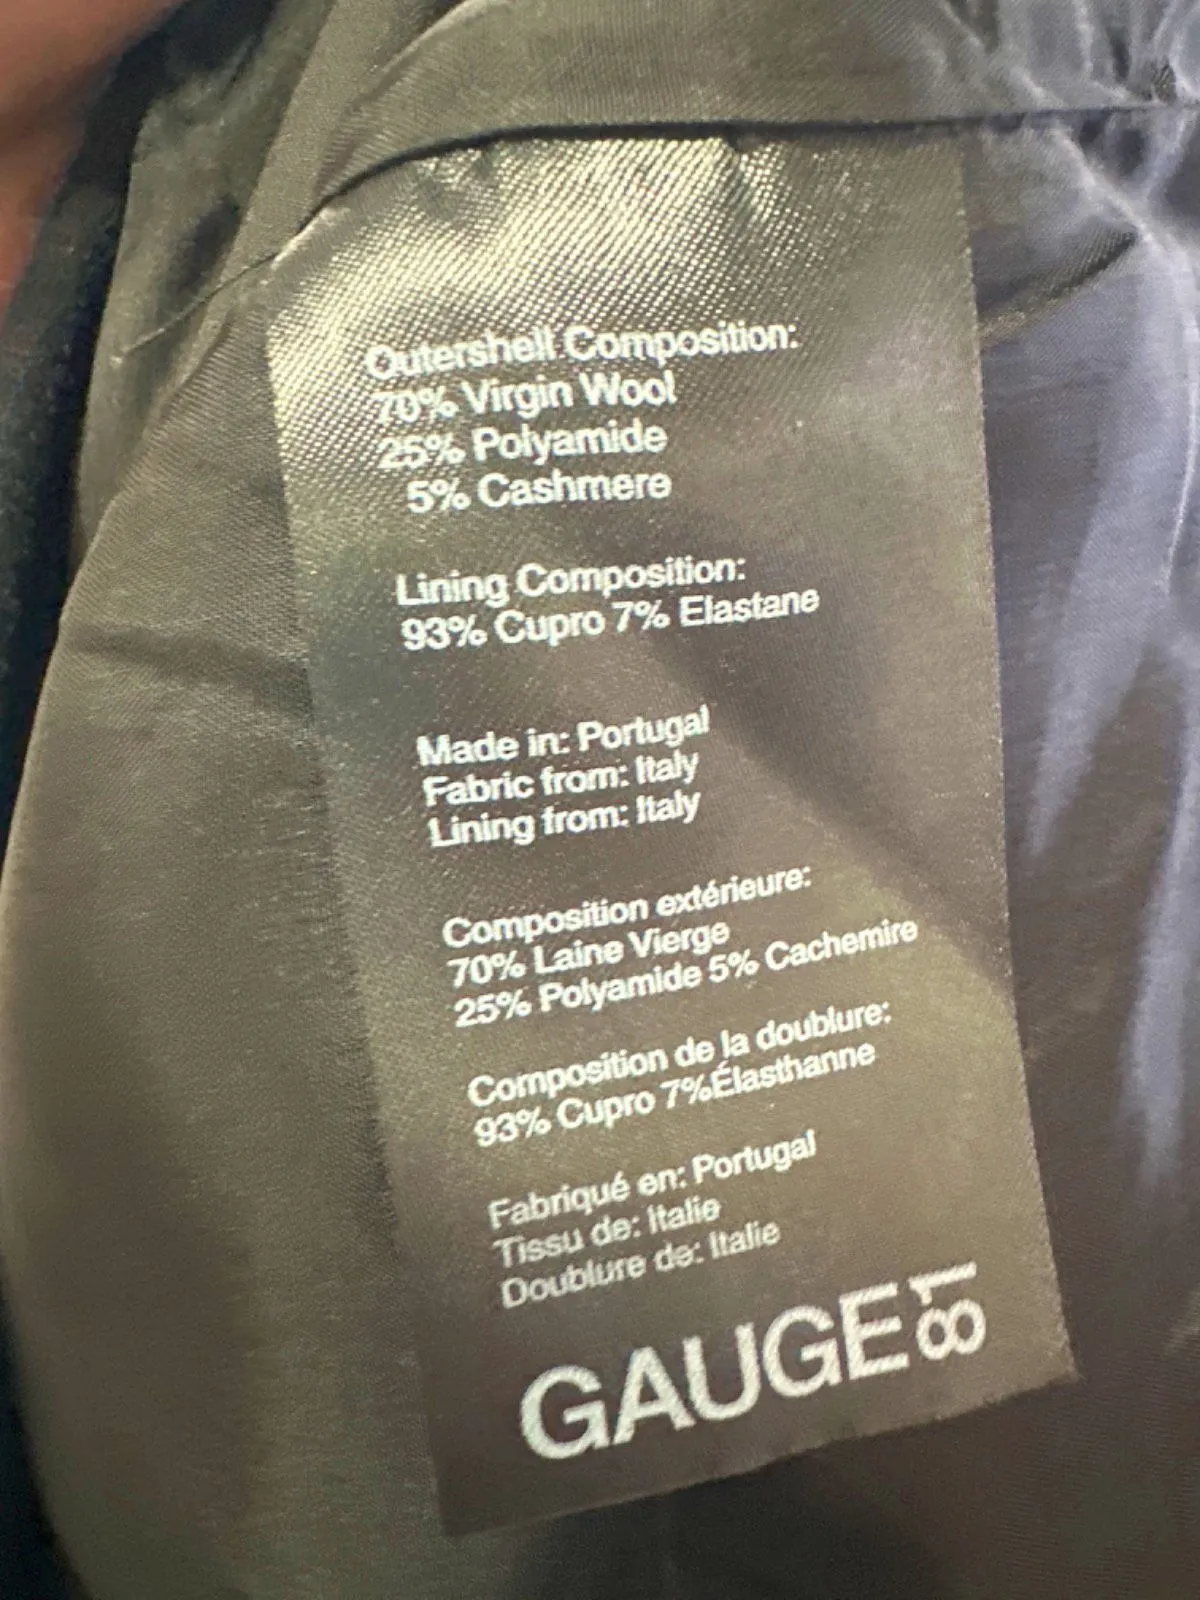 Outershell Composition:
70% Virgin Wool
25% Polyamide
5% Cashmere
Lining Composition:
93% Cupro 7% Elastane
Made in: Portugal
Fabric from: Italy
Lining from: Italy
Composition extérieure:
70% Laine Vierge
25% Polyamide 5% Cachemire
Composition de la doublure:
93% Cupro 7%Élasthanne
Fabriqué en: Portugal
Tissu de: Italie
Doublure de: Italie
GAUGE81